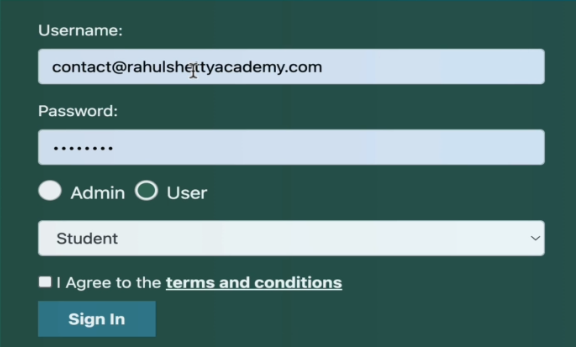 Username:
contact@rahulshettyacademy.com
Password:
••••••••
Admin User
Student
I Agree to the terms and conditions
Sign In